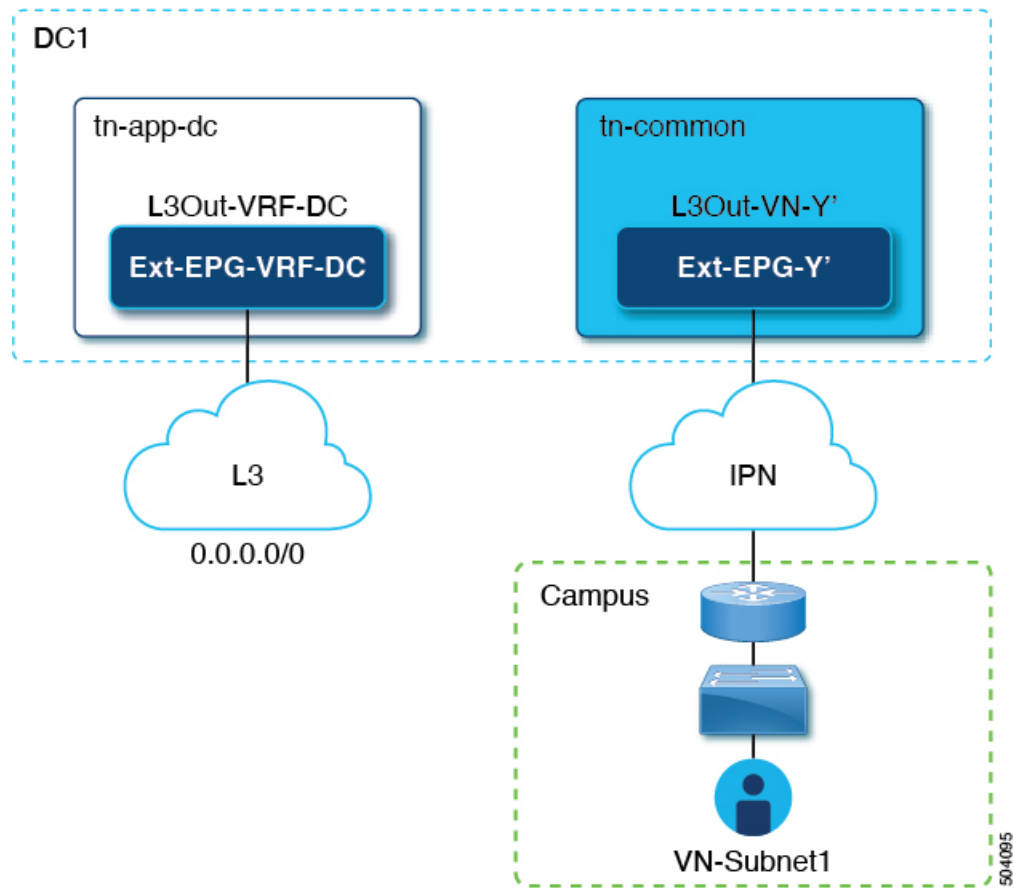 DC1
tn-app-dc
L3Out-VRF-DC
Ext-EPG-VRF-DC
tn-common
L3Out-VN-Y’
Ext-EPG-Y’
L3
0.0.0.0/0
IPN
Campus
VN-Subnet1
504095